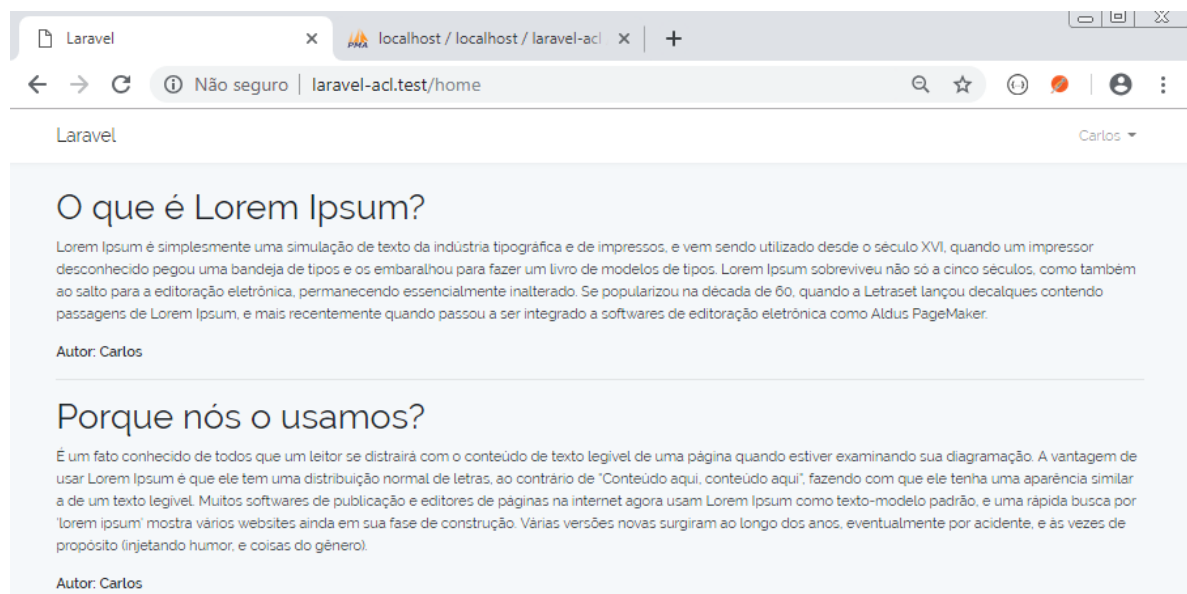 Laravel
localhost / localhost / laravel-acl
Não seguro | laravel-acl.test/home
Laravel
Carlos
O que é Lorem Ipsum?
Lorem Ipsum é simplesmente uma simulação de texto da indústria tipográfica e de impressos, e vem sendo utilizado desde o século XVI, quando um impressor
desconhecido pegou uma bandeja de tipos e os embaralhou para fazer um livro de modelos de tipos. Lorem Ipsum sobreviveu não só a cinco séculos, como também
ao salto para a editoração eletrônica, permanecendo essencialmente inalterado. Se popularizou na década de 60, quando a Letraset lançou decalques contendo
passagens de Lorem Ipsum, e mais recentemente quando passou a ser integrado a softwares de editoração eletrônica como Aldus PageMaker.
Autor: Carlos
Porque nós o usamos?
É um fato conhecido de todos que um leitor se distrairá com o conteúdo de texto legível de uma página quando estiver examinando sua diagramação. A vantagem de
usar Lorem Ipsum é que ele tem uma distribuição normal de letras, ao contrário de "Conteúdo aqui, conteúdo aqui", fazendo com que ele tenha uma aparência similar
a de um texto legível. Muitos softwares de publicação e editores de páginas na internet agora usam Lorem Ipsum como texto-modelo padrão, e uma rápida busca por
'lorem ipsum' mostra vários websites ainda em sua fase de construção. Várias versões novas surgiram ao longo dos anos, eventualmente por acidente, e às vezes de
propósito (injetando humor, e coisas do gênero).
Autor: Carlos